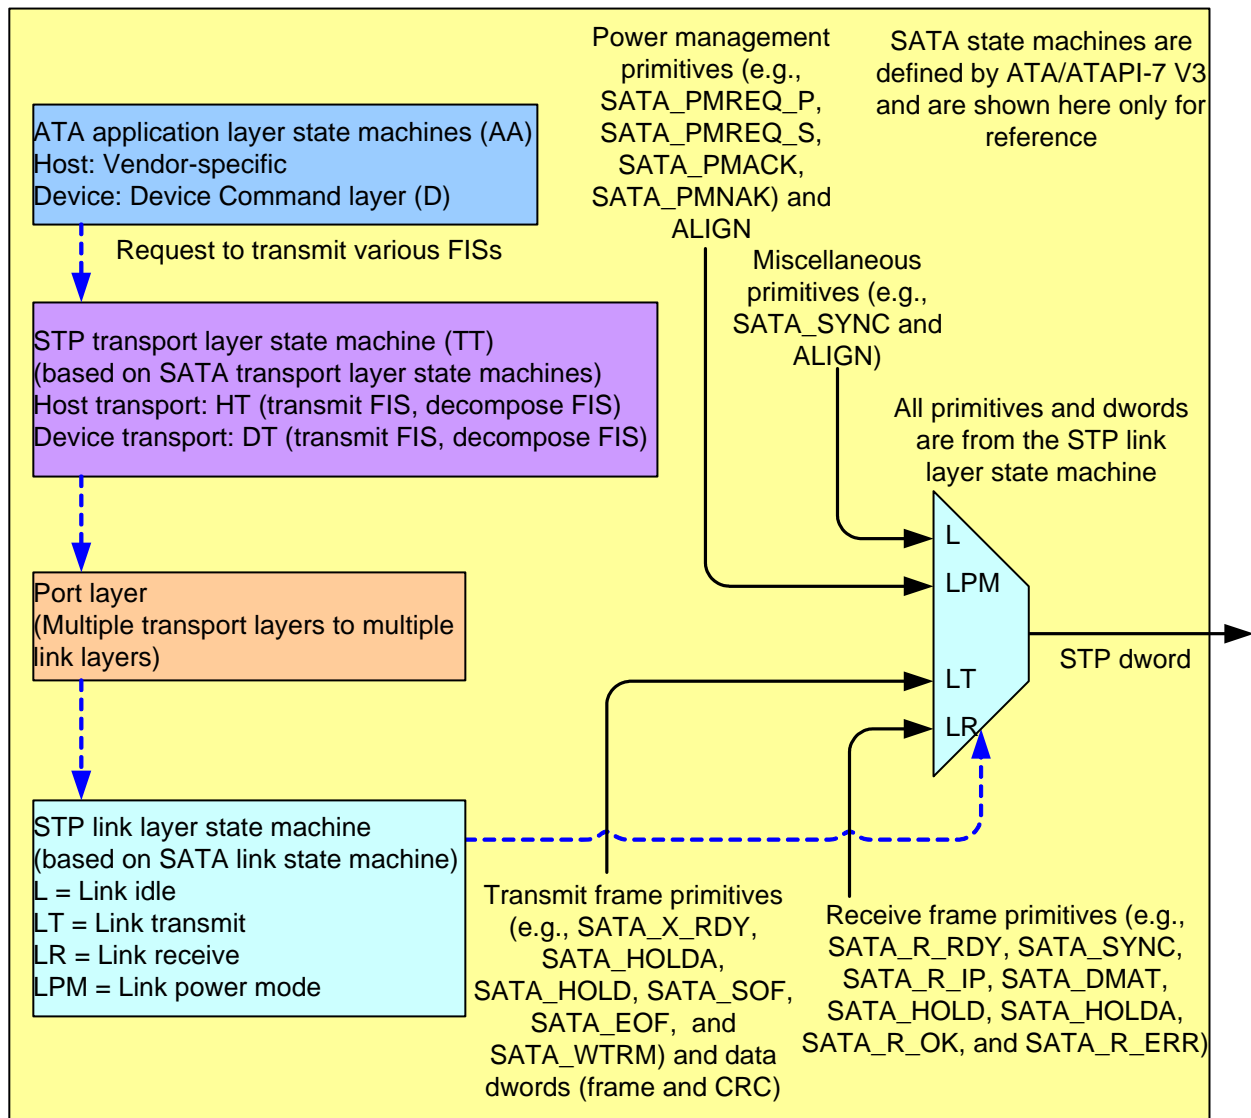 Power management
primitives (e.g.,
SATA_PMREQ_P,
SATA_PMREQ_S,
SATA_PMACK,
SATA_PMNAK) and
ALIGN
SATA state machines are
defined by ATA/ATAPI-7 V3
and are shown here only for
reference
ATA application layer state machines (AA)
Host: Vendor-specific
Device: Device Command layer (D)
Request to transmit various FISs
Miscellaneous
primitives (e.g.,
SATA_SYNC and
ALIGN)
STP transport layer state machine (TT)
(based on SATA transport layer state machines)
Host transport: HT (transmit FIS, decompose FIS)
Device transport: DT (transmit FIS, decompose FIS)
All primitives and dwords
are from the STP link
layer state machine
L
LPM
LT
LR
STP dword
Port layer
(Multiple transport layers to multiple
link layers)
STP link layer state machine
(based on SATA link state machine)
L = Link idle
LT = Link transmit
LR = Link receive
LPM = Link power mode
Transmit frame primitives
(e.g., SATA_X_RDY,
SATA_HOLDA,
SATA_HOLD, SATA_SOF,
SATA_EOF, and
SATA_WTRM) and data
dwords (frame and CRC)
Receive frame primitives (e.g.,
SATA_R_RDY, SATA_SYNC,
SATA_R_IP, SATA_DMAT,
SATA_HOLD, SATA_HOLDA,
SATA_R_OK, and SATA_R_ERR)